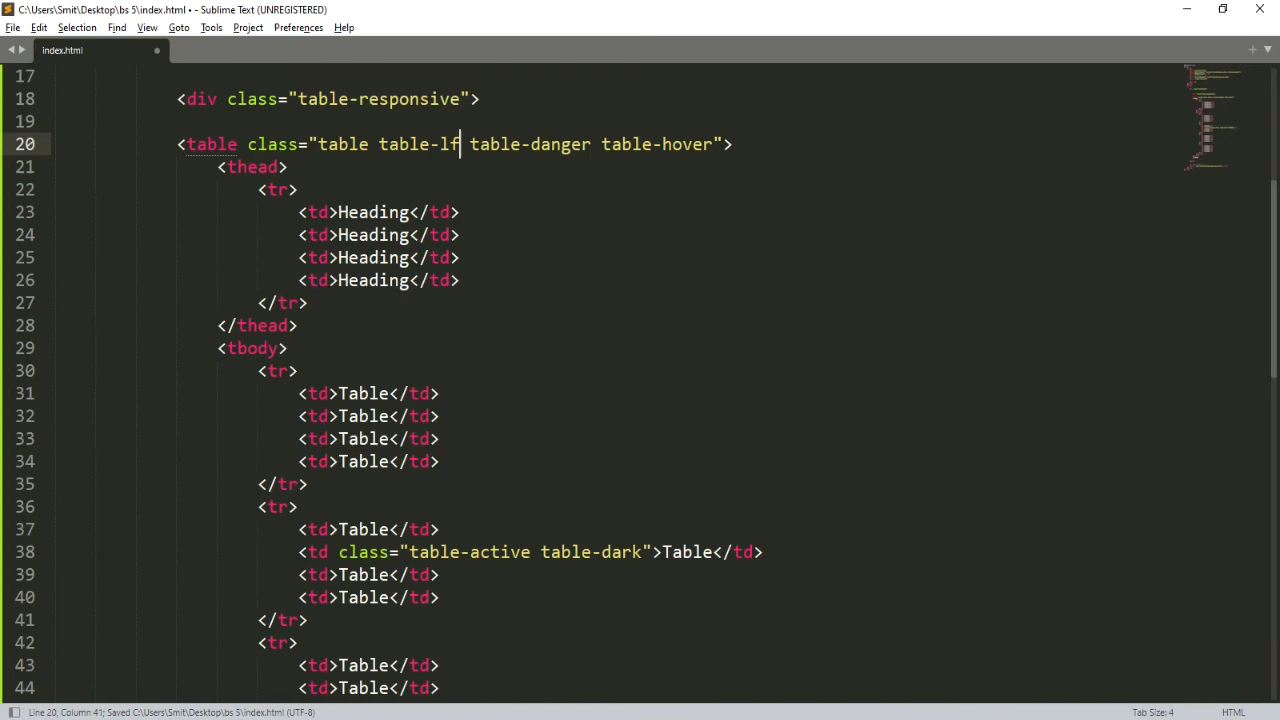 C:\Users\Smit\Desktop\bs 5\index.html • - Sublime Text (UNREGISTERED)
File Edit Selection Find View Goto Tools Project Preferences Help
index.html
17
18 <div class="table-responsive">
19
20 <table class="table table-lf table-danger table-hover">
21 <thead>
22 <tr>
23 <td>Heading</td>
24 <td>Heading</td>
25 <td>Heading</td>
26 <td>Heading</td>
27 </tr>
28 </thead>
29 <tbody>
30 <tr>
31 <td>Table</td>
32 <td>Table</td>
33 <td>Table</td>
34 <td>Table</td>
35 </tr>
36 <tr>
37 <td>Table</td>
38 <td class="table-active table-dark">Table</td>
39 <td>Table</td>
40 <td>Table</td>
41 </tr>
42 <tr>
43 <td>Table</td>
44 <td>Table</td>
Line 20, Column 41; Saved C:\Users\Smit\Desktop\bs 5\index.html (UTF-8) Tab Size: 4 HTML